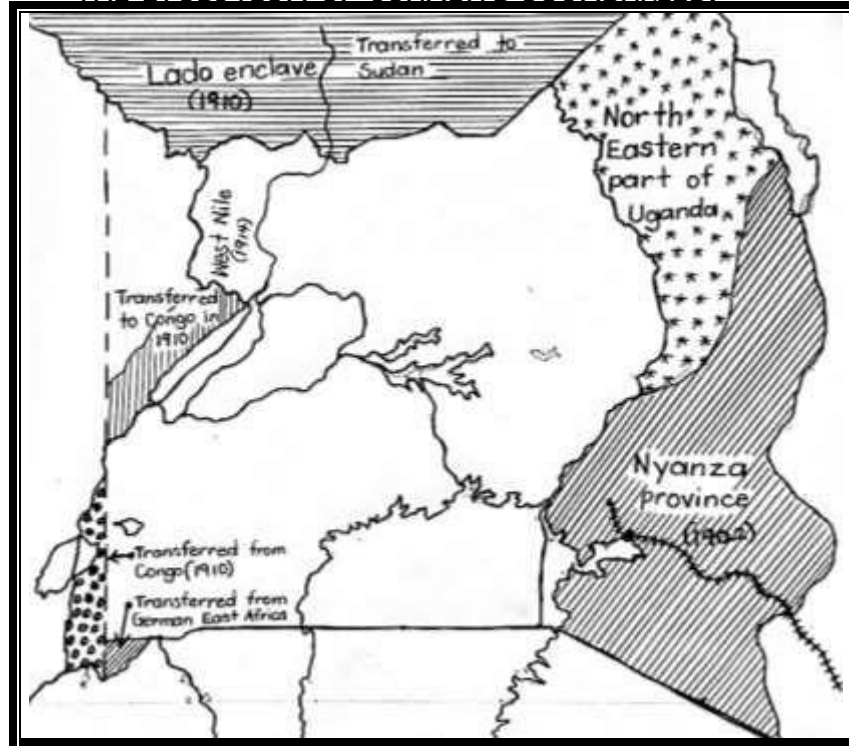 Lado enclave
(1910)
Transferred to
Sudan
North
Eastern
part of
Uganda
West Nile
(1914)
Transferred
to Congo in
1910
Nyanza
province
(1902)
Transferred from
Congo (1910)
Transferred from
German East Africa